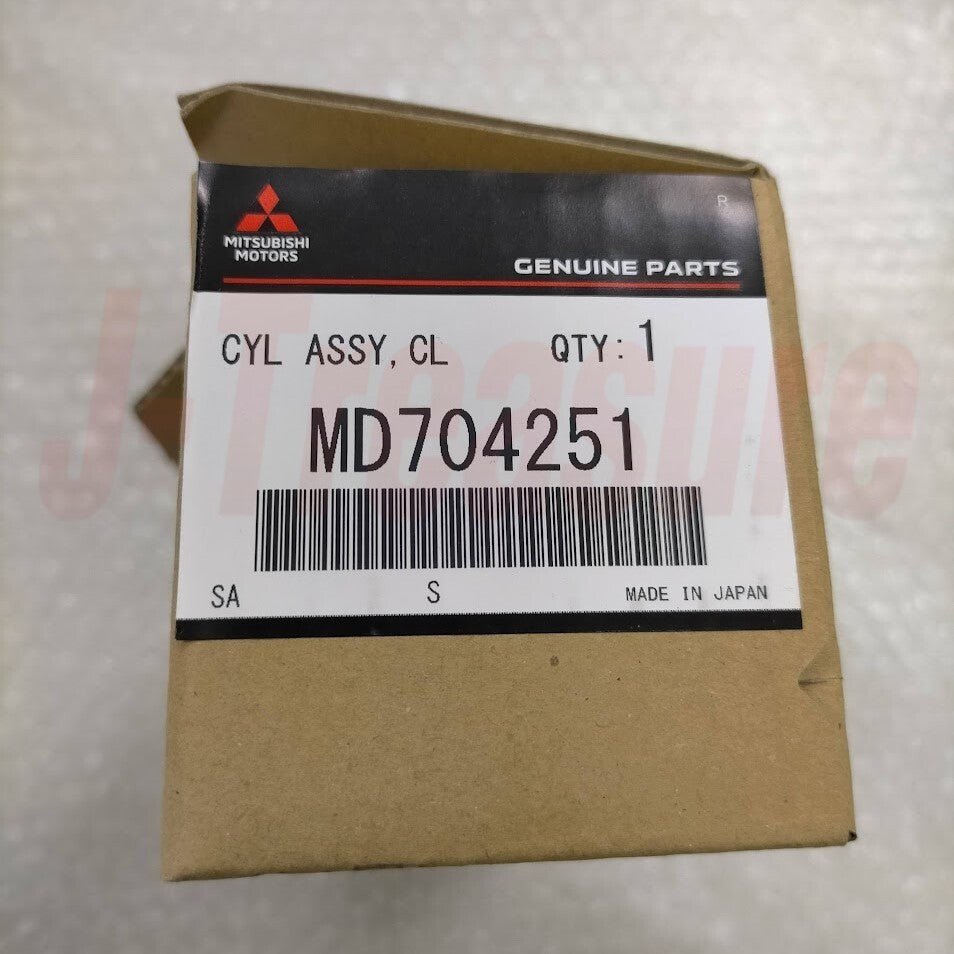 R
MITSUBISHI
MOTORS
GENUINE PARTS
CYL ASSY,CL QTY:1
J-Treasure
MD704251
SA S MADE IN JAPAN